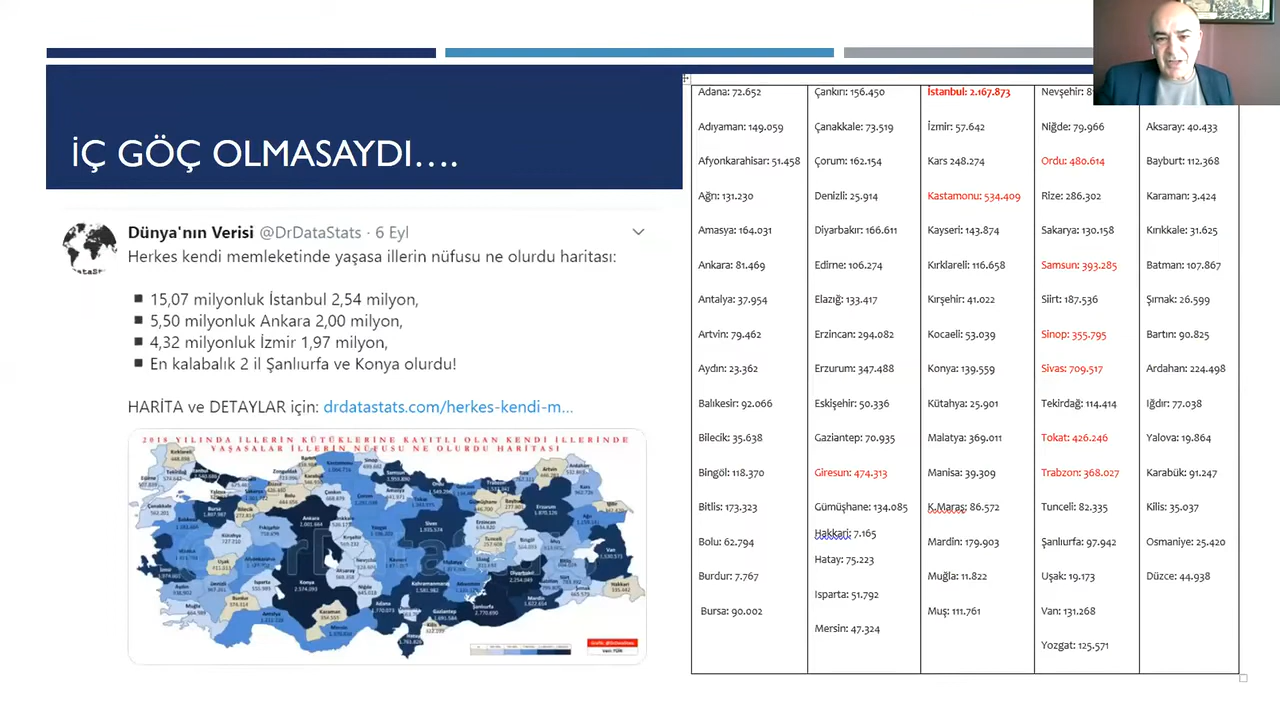 İÇ GÖÇ OLMASAYDI….
Dünya'nın Verisi @DrDataStats · 6 Eyl
Herkes kendi memleketinde yaşasa illerin nüfusu ne olurdu haritası:
■ 15,07 milyonluk İstanbul 2,54 milyon,
■ 5,50 milyonluk Ankara 2,00 milyon,
■ 4,32 milyonluk İzmir 1,97 milyon,
■ En kalabalık 2 il Şanlıurfa ve Konya olurdu!
HARİTA ve DETAYLAR için: drdatastats.com/herkes-kendi-m...
2018 YILINDA İLLERİN KÜTÜKLERİNE KAYITLI OLAN KENDİ İLLERİNDE
YAŞASALAR İLLERİN NÜFUSU NE OLURDU HARİTASI
Adana: 72.652
Adıyaman: 149.059
Afyonkarahisar: 51.458
Ağrı: 131.230
Amasya: 164.031
Ankara: 81.469
Antalya: 37.954
Artvin: 79.462
Aydın: 23.362
Balıkesir: 92.066
Bilecik: 35.638
Bingöl: 118.370
Bitlis: 173.323
Bolu: 62.794
Burdur: 7.767
Bursa: 90.002
Çankırı: 156.450
Çanakkale: 73.519
Çorum: 162.154
Denizli: 25.914
Diyarbakır: 166.611
Edirne: 106.274
Elazığ: 133.417
Erzincan: 294.082
Erzurum: 347.488
Eskişehir: 50.336
Gaziantep: 70.935
Giresun: 474.313
Gümüşhane: 134.085
Hakkari: 7.165
Hatay: 75.223
Isparta: 51.792
Mersin: 47.324
İstanbul: 2.167.873
İzmir: 57.642
Kars 248.274
Kastamonu: 534.409
Kayseri: 143.874
Kırklareli: 116.658
Kırşehir: 41.022
Kocaeli: 53.039
Konya: 139.559
Kütahya: 25.901
Malatya: 369.011
Manisa: 39.309
K.Maraş: 86.572
Mardin: 179.903
Muğla: 11.822
Muş: 111.761
Nevşehir:
Niğde: 79.966
Ordu: 480.614
Rize: 286.302
Sakarya: 130.158
Samsun: 393.285
Siirt: 187.536
Sinop: 355.795
Sivas: 709.517
Tekirdağ: 114.414
Tokat: 426.246
Trabzon: 368.027
Tunceli: 82.335
Şanlıurfa: 97.942
Uşak: 19.173
Van: 131.268
Yozgat: 125.571
Aksaray: 40.433
Bayburt: 112.368
Karaman: 3.424
Kırıkkale: 31.625
Batman: 107.867
Şırnak: 26.599
Bartın: 90.825
Ardahan: 224.498
Iğdır: 77.038
Yalova: 19.864
Karabük: 91.247
Kilis: 35.037
Osmaniye: 25.420
Düzce: 44.938